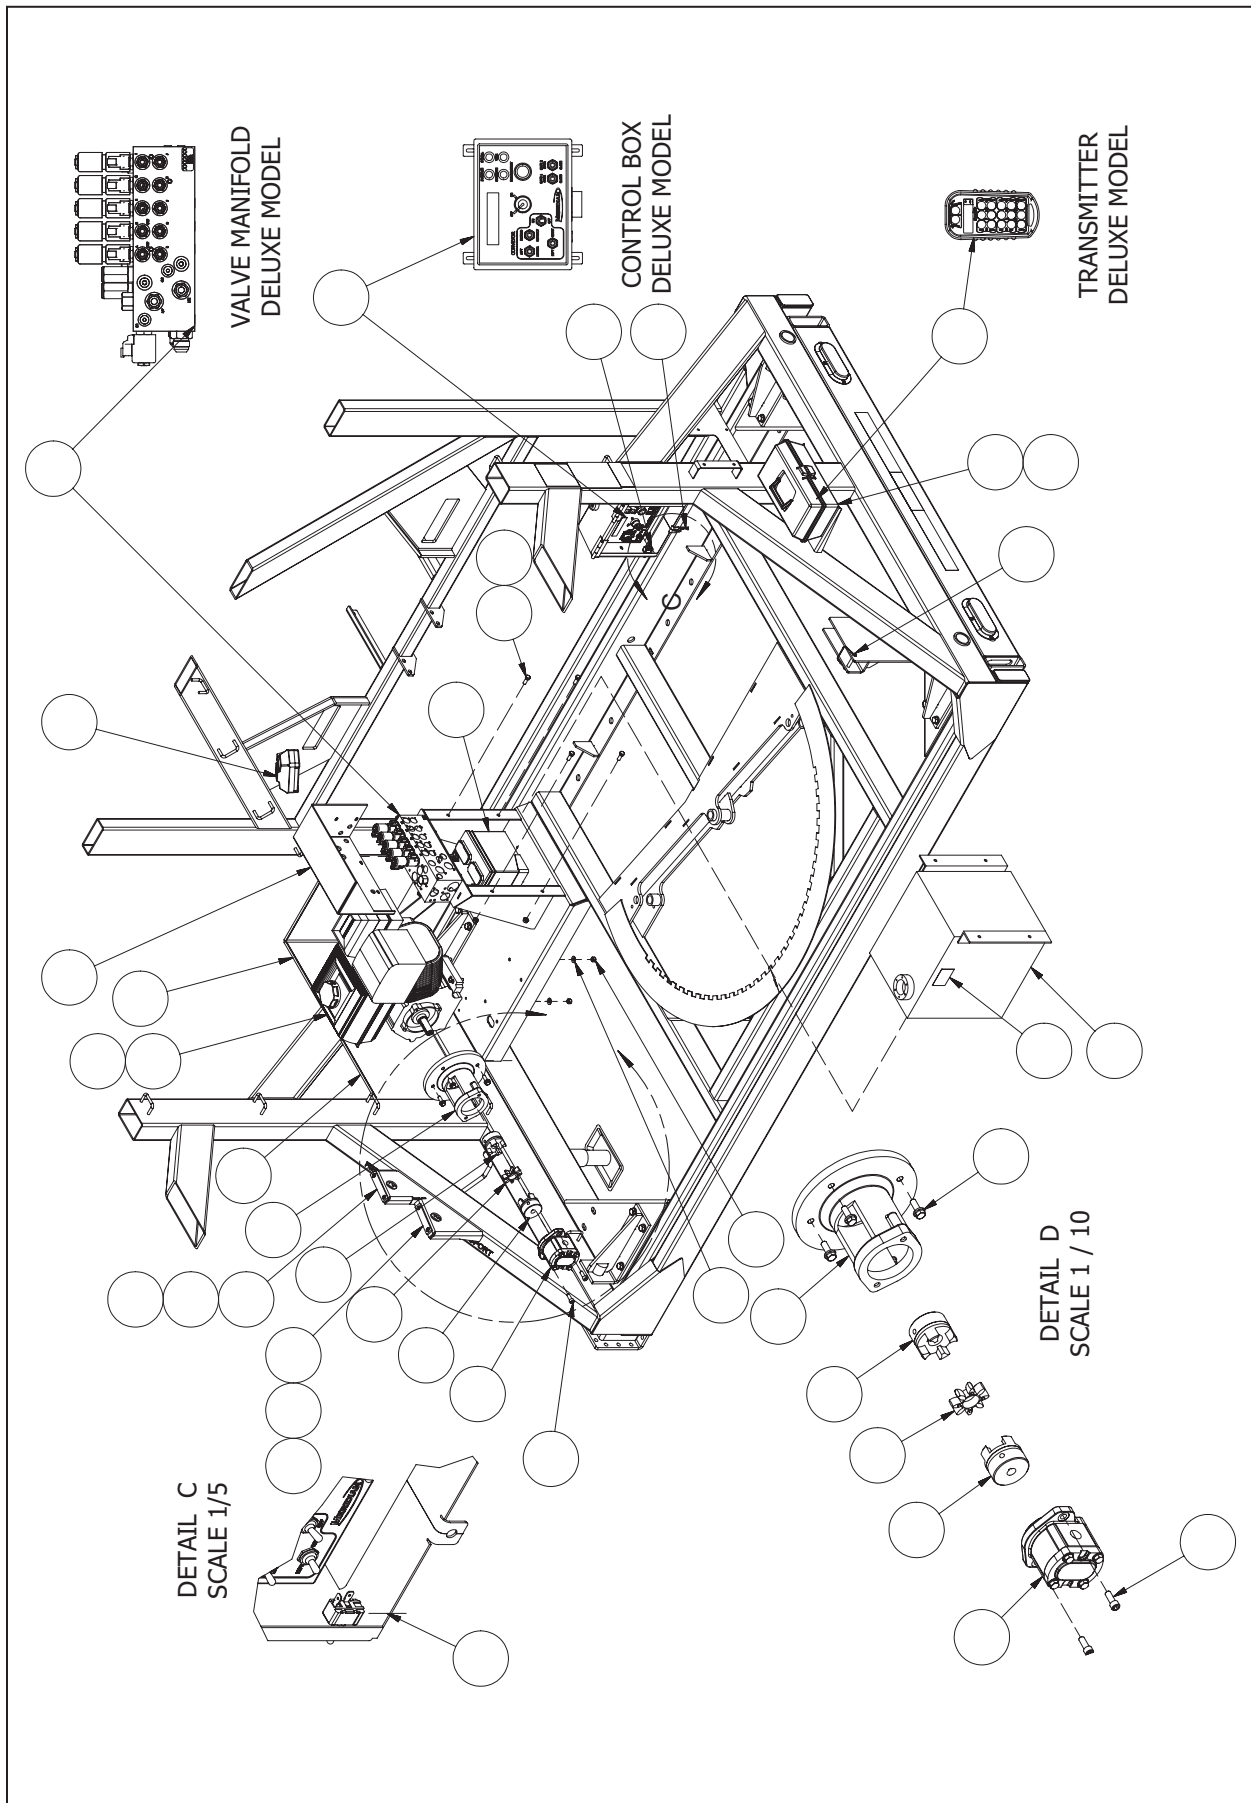 VALVE MANIFOLD
DELUXE MODEL
CONTROL BOX
DELUXE MODEL
TRANSMITTER
DELUXE MODEL
C
DETAIL C
SCALE 1/5
DETAIL D
SCALE 1 / 10